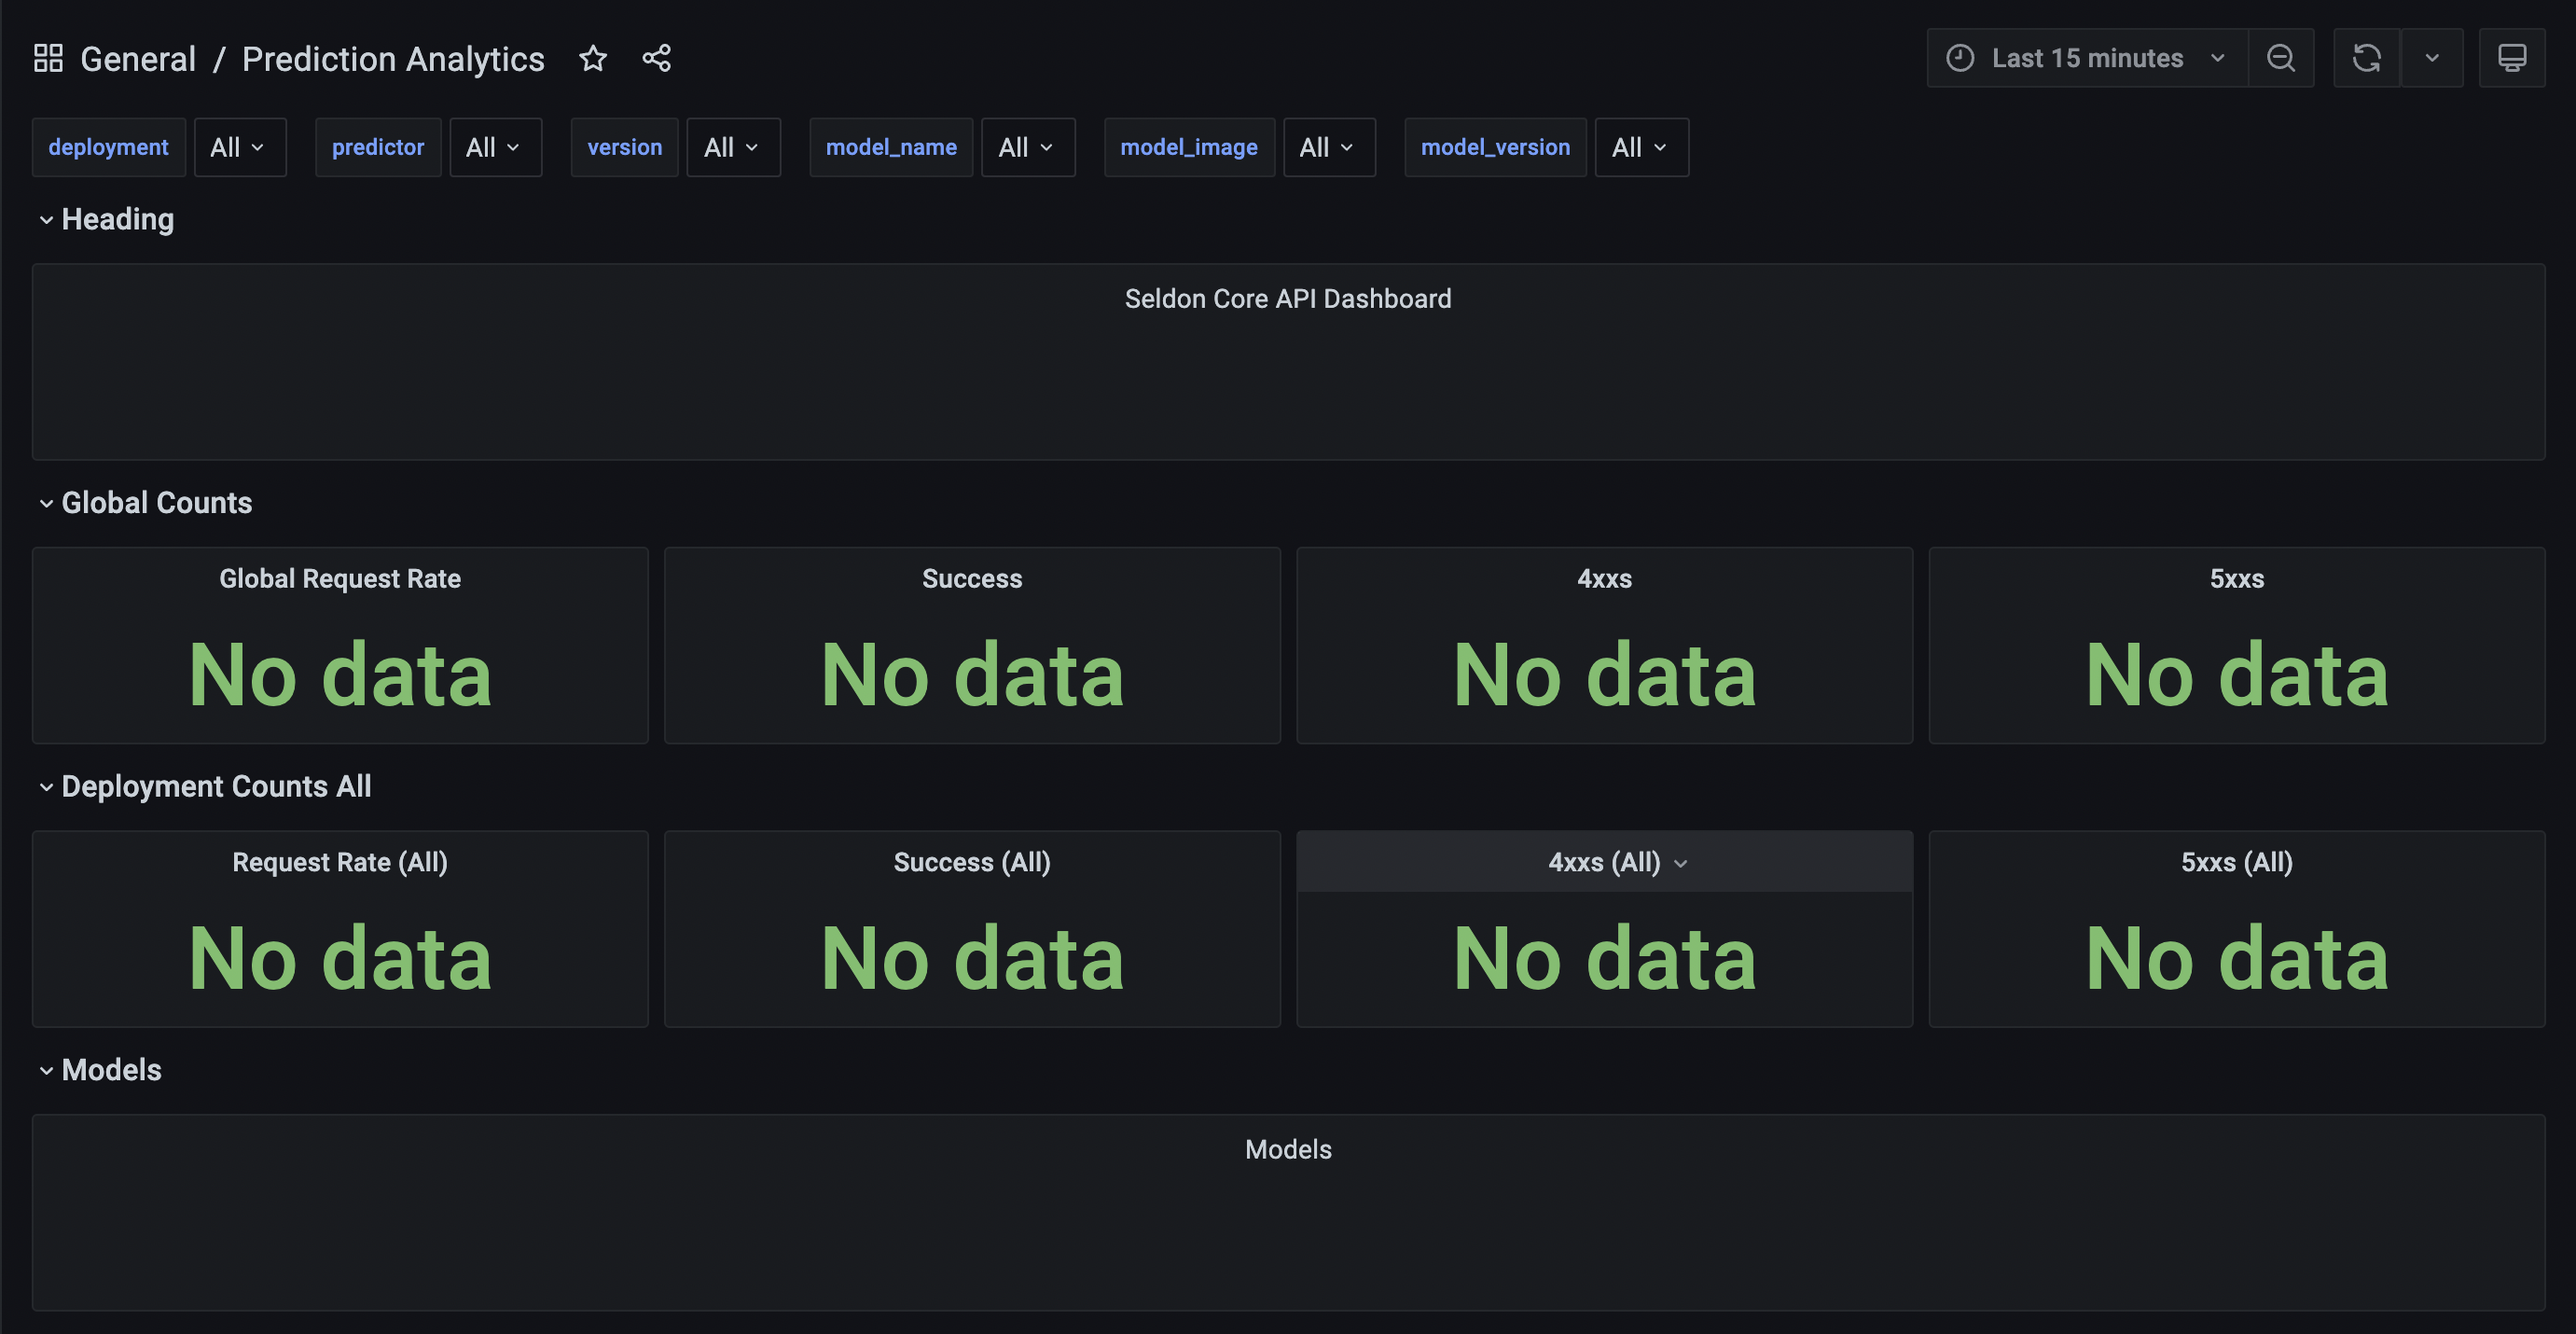 General / Prediction Analytics
Last 15 minutes
deployment All predictor All version All model_name All model_image All model_version All
Heading
Seldon Core API Dashboard
Global Counts
Global Request Rate Success 4xxs 5xxs
No data No data No data No data
Deployment Counts All
Request Rate (All) Success (All) 4xxs (All) 5xxs (All)
No data No data No data No data
Models
Models